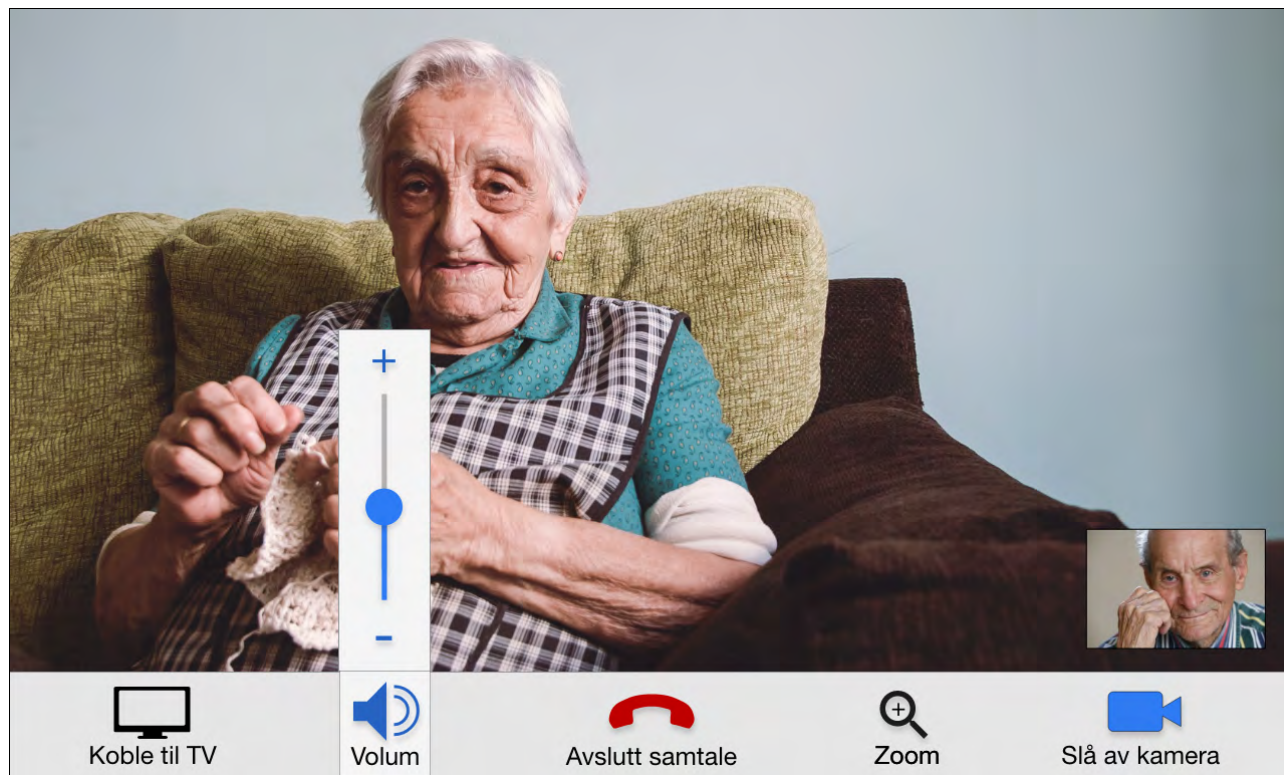 +
-
Koble til TV
Volum
Avslutt samtale
Zoom
Slå av kamera